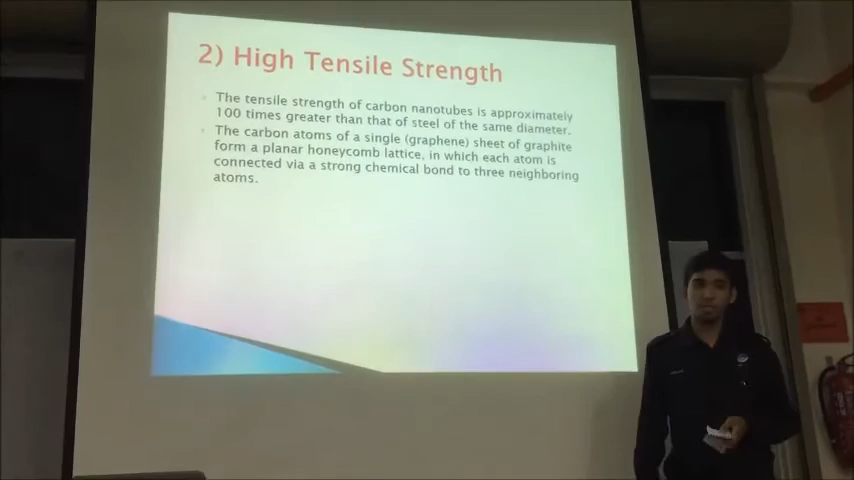 2) High Tensile Strength
The tensile strength of carbon nanotubes is approximately
100 times greater than that of steel of the same diameter.
The carbon atoms of a single (graphene) sheet of graphite
form a planar honeycomb lattice, in which each atom is
connected via a strong chemical bond to three neighboring
atoms.